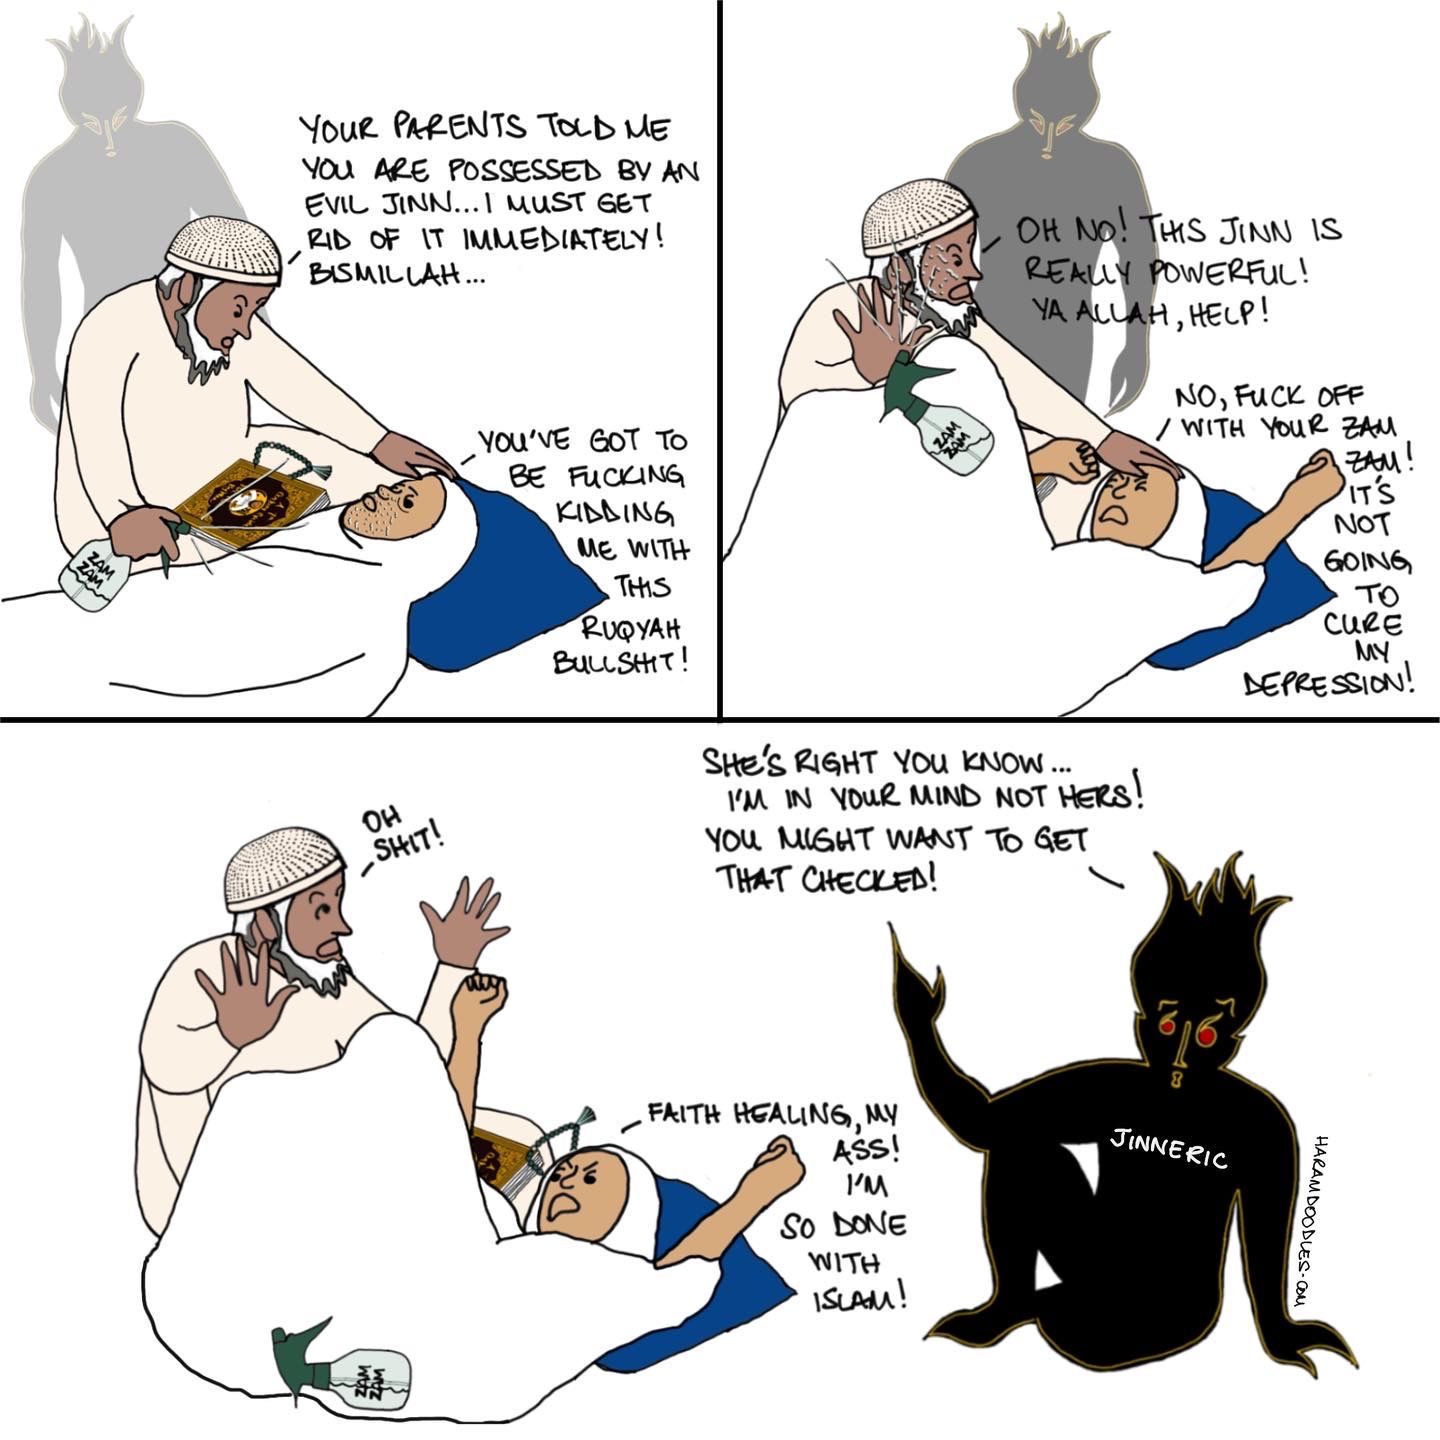 YOUR PARENTS TOLD ME
YOU ARE POSSESSED BY AN
EVIL JINN... I MUST GET
RID OF IT IMMEDIATELY!
BISMILLAH...
YOU'VE GOT TO
BE FUCKING
KIDDING
ME WITH
THIS
RUQYAH
BULLSHIT!
ZAM
ZAM
OH NO! THIS JINN IS
REALLY POWERFUL!
YA ALLAH, HELP!
NO, FUCK OFF
WITH YOUR ZAM
ZAM!
IT'S
NOT
GOING
TO
CURE
MY
DEPRESSION!
ZAM
ZAM
OH
SHIT!
SHE'S RIGHT YOU KNOW...
I'M IN YOUR MIND NOT HERS!
YOU MIGHT WANT TO GET
THAT CHECKED!
FAITH HEALING, MY
ASS!
I'M
SO DONE
WITH
ISLAM!
JINNERIC
HARAMDOODLES.COM
ZAM
ZAM